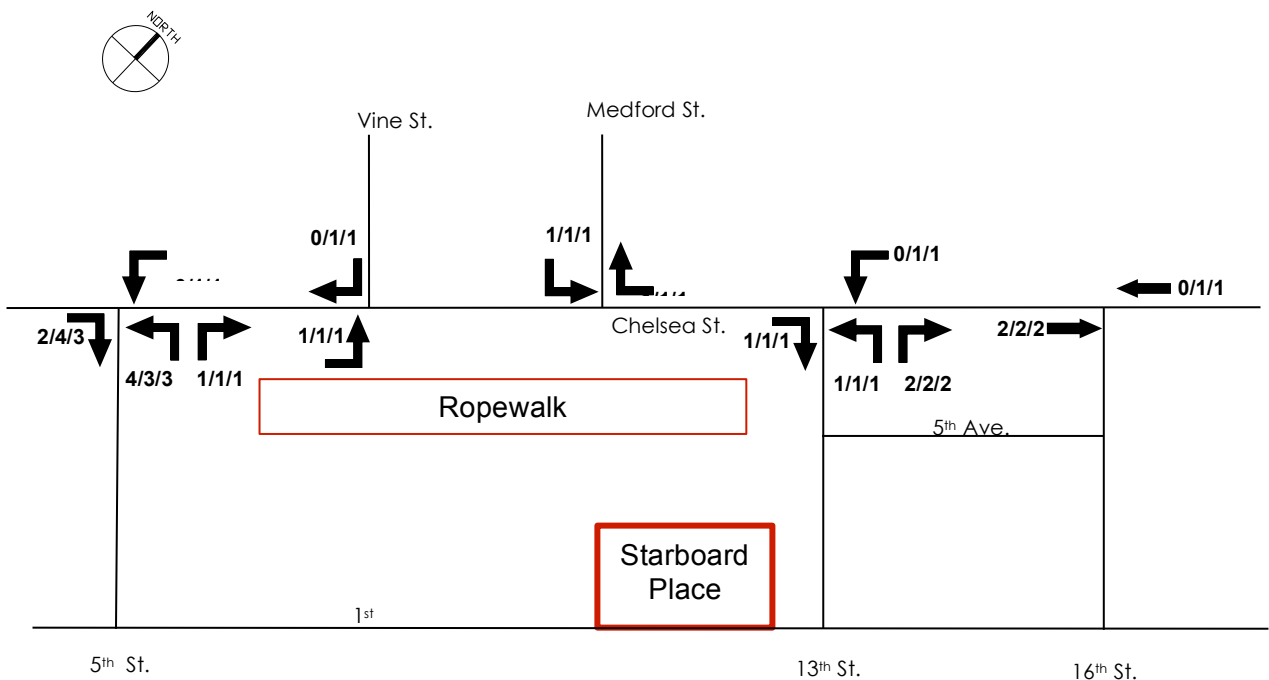 NORTH
Medford St.
Vine St.
0/1/1
1/1/1
0/1/1
0/1/1
2/4/3
1/1/1
Chelsea St.
1/1/1
2/2/2
4/3/3
1/1/1
1/1/1
2/2/2
Ropewalk
5th Ave.
Starboard
Place
1st
5th St.
13th St.
16th St.